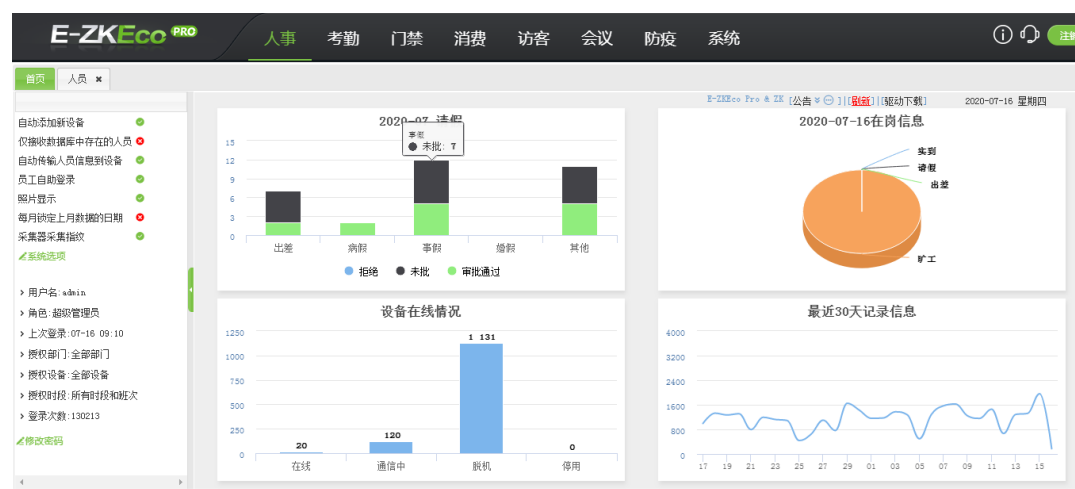 E-ZKEco PRO
人事 考勤 门禁 消费 访客 会议 防疫 系统
首页 人员 ×
E-ZKEco Pro & ZK [公告 ] |[刷新] |[驱动下载] 2020-07-16 星期四
自动添加新设备
仅接收数据库中存在的人员
自动传输人员信息到设备
员工自助登录
照片显示
每月锁定上月数据的日期
采集器采集指纹
系统选项
用户名:admin
角色:超级管理员
上次登录:07-16 09:10
授权部门:全部部门
授权设备:全部设备
授权时段:所有时段和班次
登录次数:130213
修改密码
2020-07 请假
事假
未批: 7
15
12
9
6
3
0
出差 病假 事假 婚假 其他
拒绝 未批 审批通过
2020-07-16在岗信息
实到
请假
出差
旷工
设备在线情况
1250
1000
750
500
250
0
20 120 1 131 0
在线 通信中 脱机 停用
最近30天记录信息
4000
3200
2400
1600
800
0
17 19 21 23 25 27 29 01 03 05 07 09 11 13 15